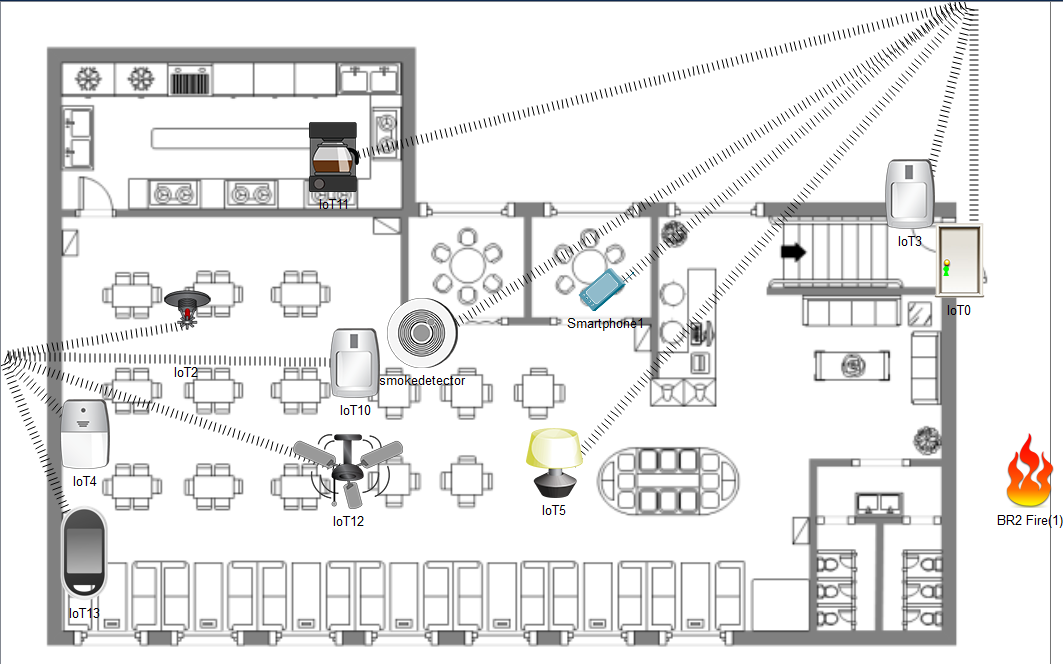 IoT11
IoT3
IoT0
Smartphone1
IoT2
smokedetector
IoT10
IoT4
IoT5
IoT12
BR2 Fire(1)
IoT13